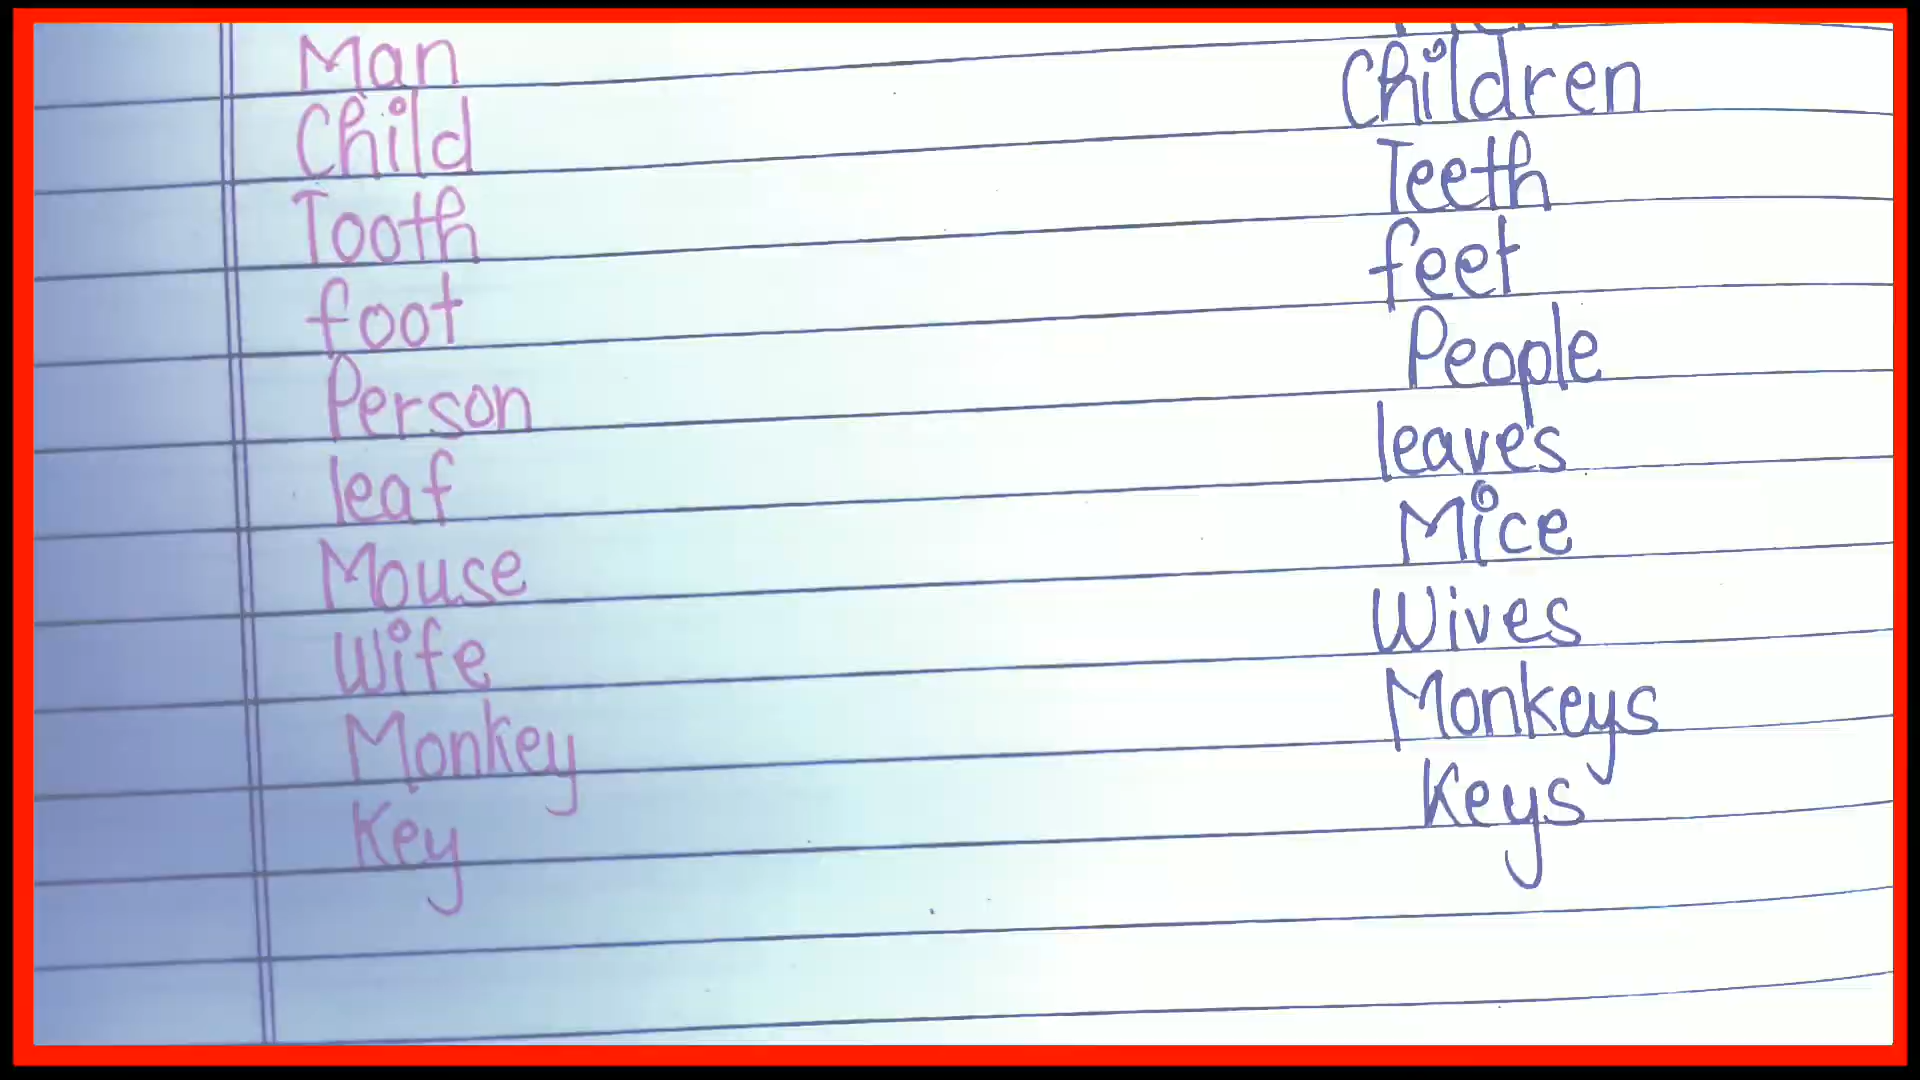 Man
Child Children
Tooth Teeth
foot feet
Person People
leaf leaves
Mouse Mice
Wife Wives
Monkey Monkeys
Key Keys